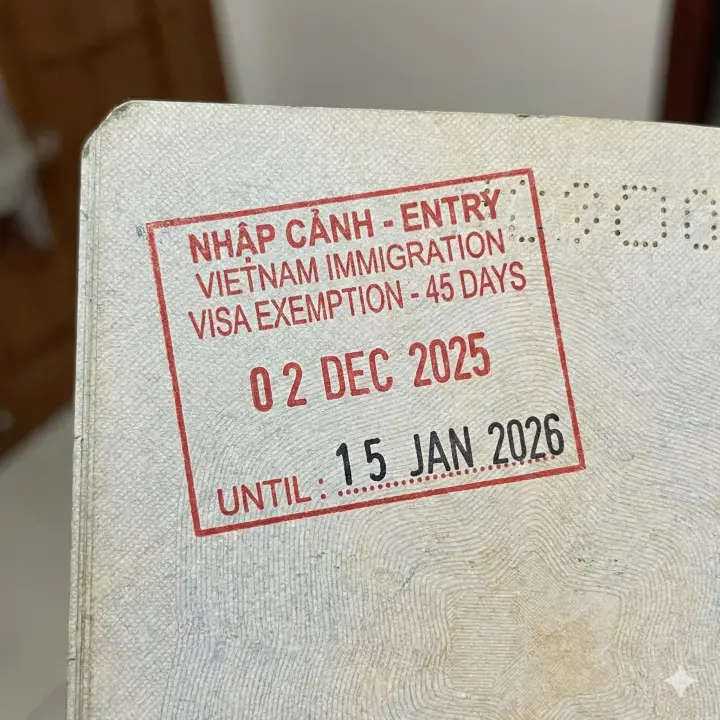 NHẬP CẢNH - ENTRY
VIETNAM IMMIGRATION
VISA EXEMPTION - 45 DAYS
02 DEC 2025
UNTIL : 15 JAN 2026